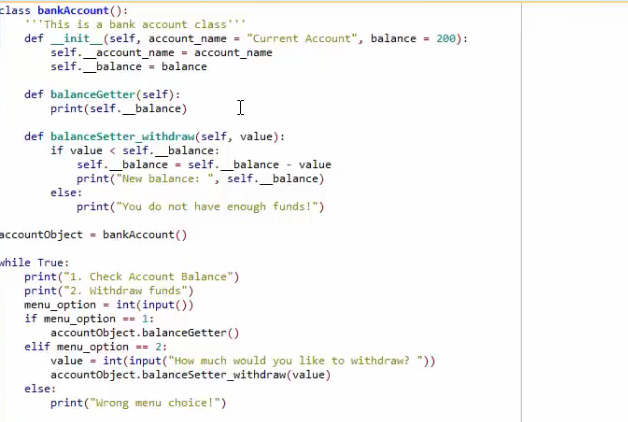 class bankAccount():
    '''This is a bank account class'''
    def __init__(self, account_name = "Current Account", balance = 200):
        self.__account_name = account_name
        self.__balance = balance

    def balanceGetter(self):
        print(self.__balance)

    def balanceSetter_withdraw(self, value):
        if value < self.__balance:
            self.__balance = self.__balance - value
            print("New balance: ", self.__balance)
        else:
            print("You do not have enough funds!")

accountObject = bankAccount()

while True:
    print("1. Check Account Balance")
    print("2. Withdraw funds")
    menu_option = int(input())
    if menu_option == 1:
        accountObject.balanceGetter()
    elif menu_option == 2:
        value = int(input("How much would you like to withdraw? "))
        accountObject.balanceSetter_withdraw(value)
    else:
        print("Wrong menu choice!")